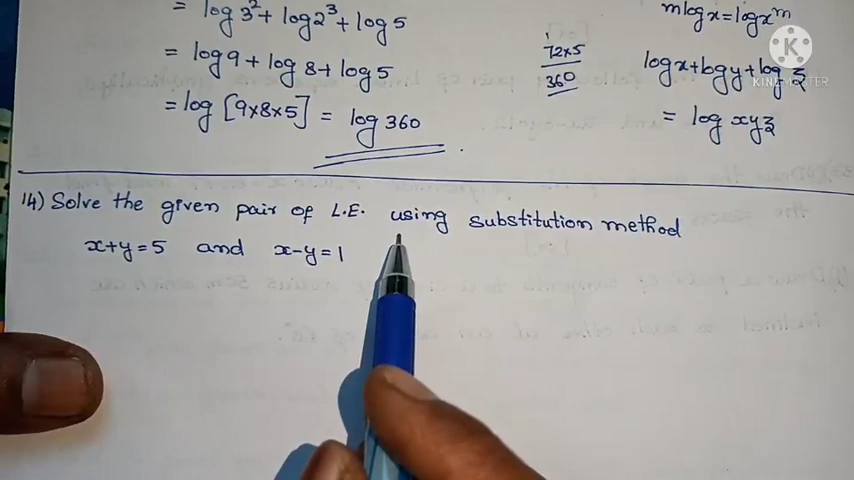 = log 3² + log 2³ + log 5
= log 9 + log 8 + log 5
= log [9×8×5] = log 360
m log x = log xᵐ
72×5
360
log x + log y + log z
= log xyz
K
KINEMASTER
14) Solve the given pair of L.E. using substitution method
x+y=5 and x-y=1